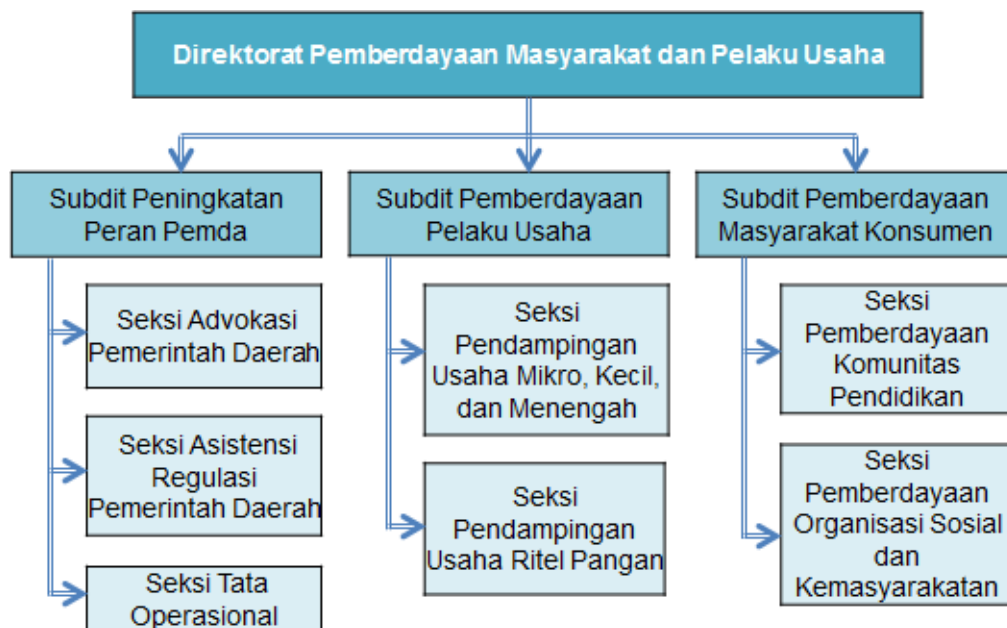 Direktorat Pemberdayaan Masyarakat dan Pelaku Usaha
Subdit Peningkatan
Peran Pemda
Seksi Advokasi
Pemerintah Daerah
Seksi Asistensi
Regulasi
Pemerintah Daerah
Seksi Tata
Operasional
Subdit Pemberdayaan
Pelaku Usaha
Seksi
Pendampingan
Usaha Mikro, Kecil,
dan Menengah
Seksi
Pendampingan
Usaha Ritel Pangan
Subdit Pemberdayaan
Masyarakat Konsumen
Seksi
Pemberdayaan
Komunitas
Pendidikan
Seksi
Pemberdayaan
Organisasi Sosial
dan
Kemasyarakatan